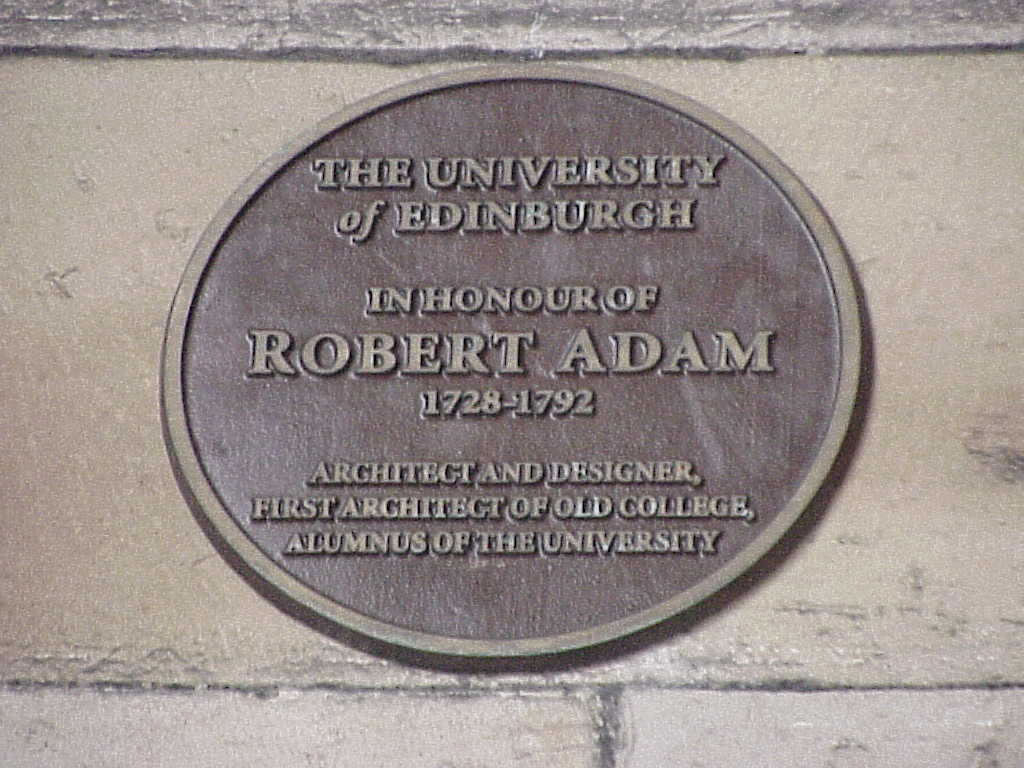 THE UNIVERSITY
of EDINBURGH
IN HONOUR OF
ROBERT ADAM
1728-1792
ARCHITECT AND DESIGNER,
FIRST ARCHITECT OF OLD COLLEGE,
ALUMNUS OF THE UNIVERSITY